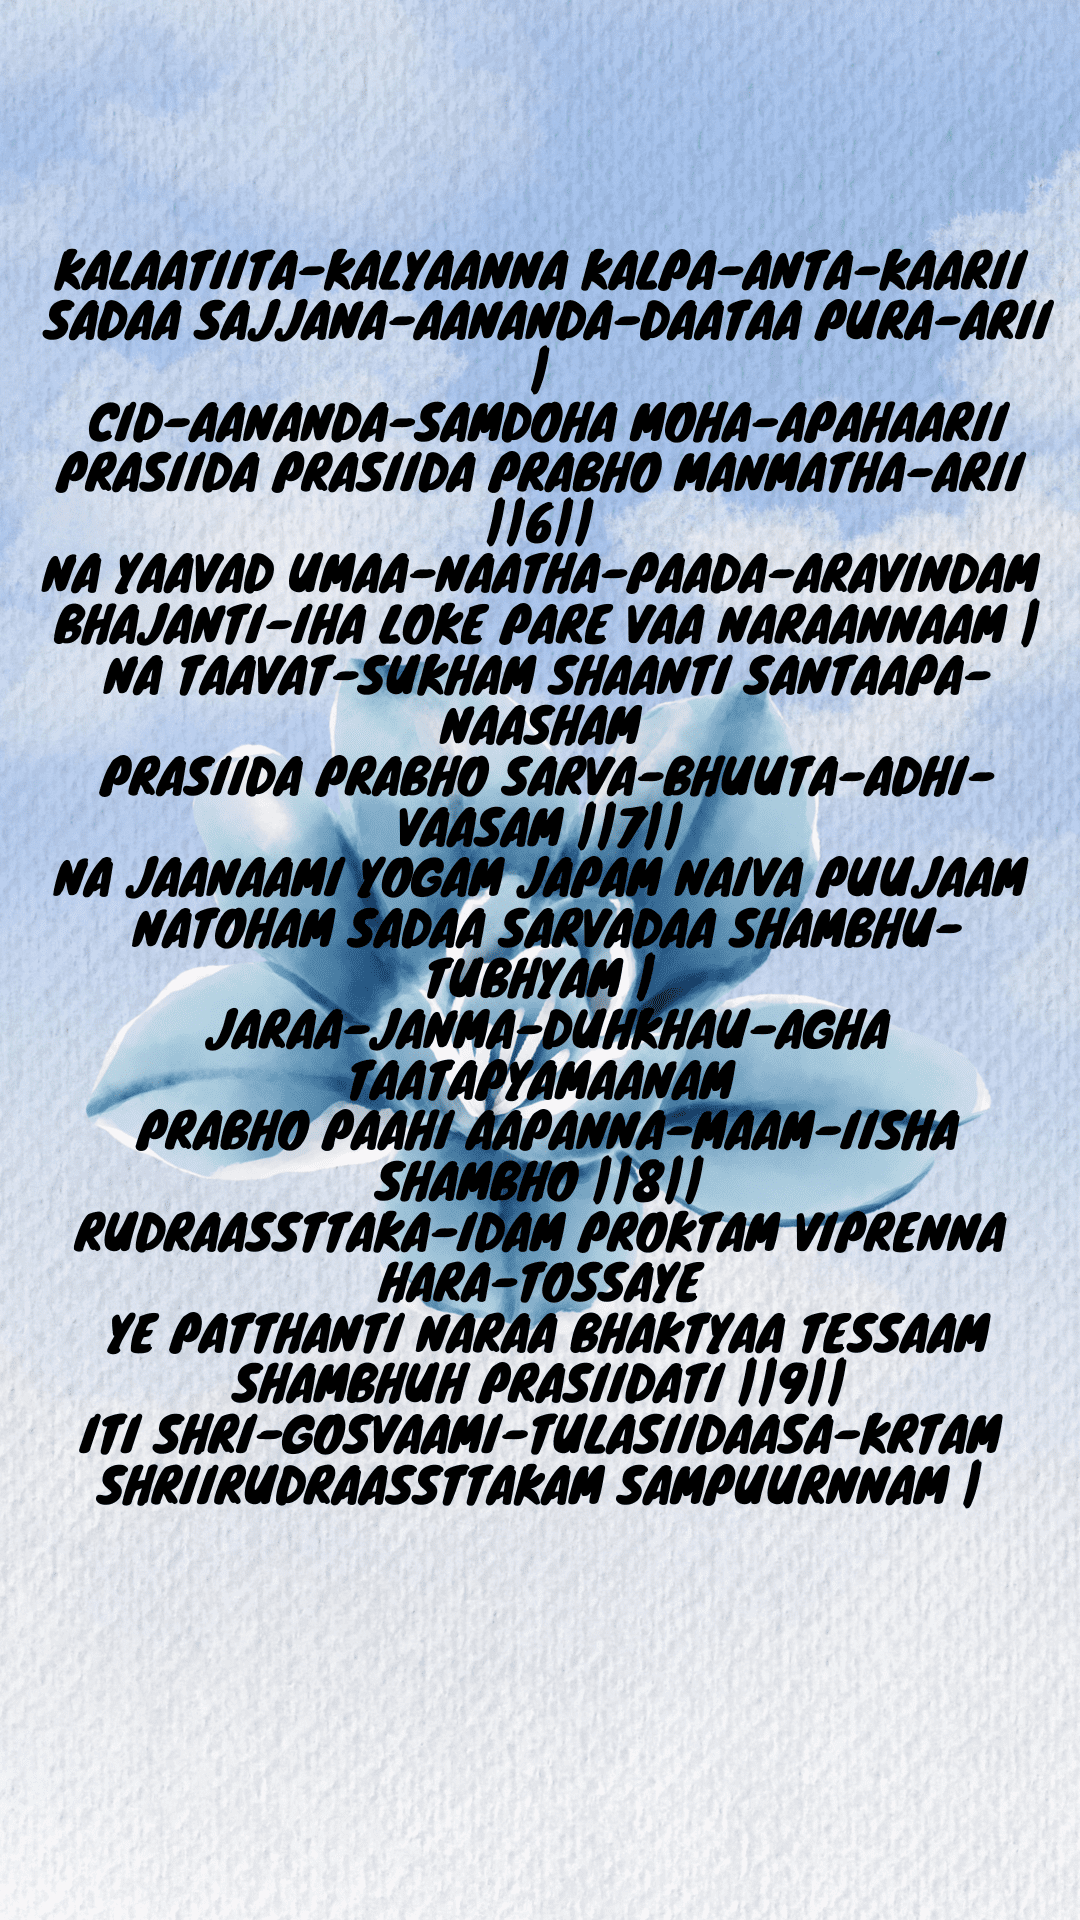 KALAATIITA-KALYAANNA KALPA-ANTA-KAARII
SADAA SAJJANA-AANANDA-DAATAA PURA-ARII
|
CID-AANANDA-SAMDOHA MOHA-APAHAARII
PRASIIDA PRASIIDA PRABHO MANMATHA-ARII
||6||
NA YAAVAD UMAA-NAATHA-PAADA-ARAVINDAM
BHAJANTI-IHA LOKE PARE VAA NARAANNAAM |
NA TAAVAT-SUKHAM SHAANTI SANTAAPA-
NAASHAM
PRASIIDA PRABHO SARVA-BHUUTA-ADHI-
VAASAM ||7||
NA JAANAAMI YOGAM JAPAM NAIVA PUUJAAM
NATOHAM SADAA SARVADAA SHAMBHU-
TUBHYAM |
JARAA-JANMA-DUHKHAU-AGHA
TAATAPYAMAANAM
PRABHO PAAHI AAPANNA-MAAM-IISHA
SHAMBHO ||8||
RUDRAASSTTAKA-IDAM PROKTAM VIPRENNA
HARA-TOSSAYE
YE PATTHANTI NARAA BHAKTYAA TESSAAM
SHAMBHUH PRASIIDATI ||9||
ITI SHRI-GOSVAAMI-TULASIIDAASA-KRTAM
SHRIIRUDRAASSTTAKAM SAMPUURNNAM |